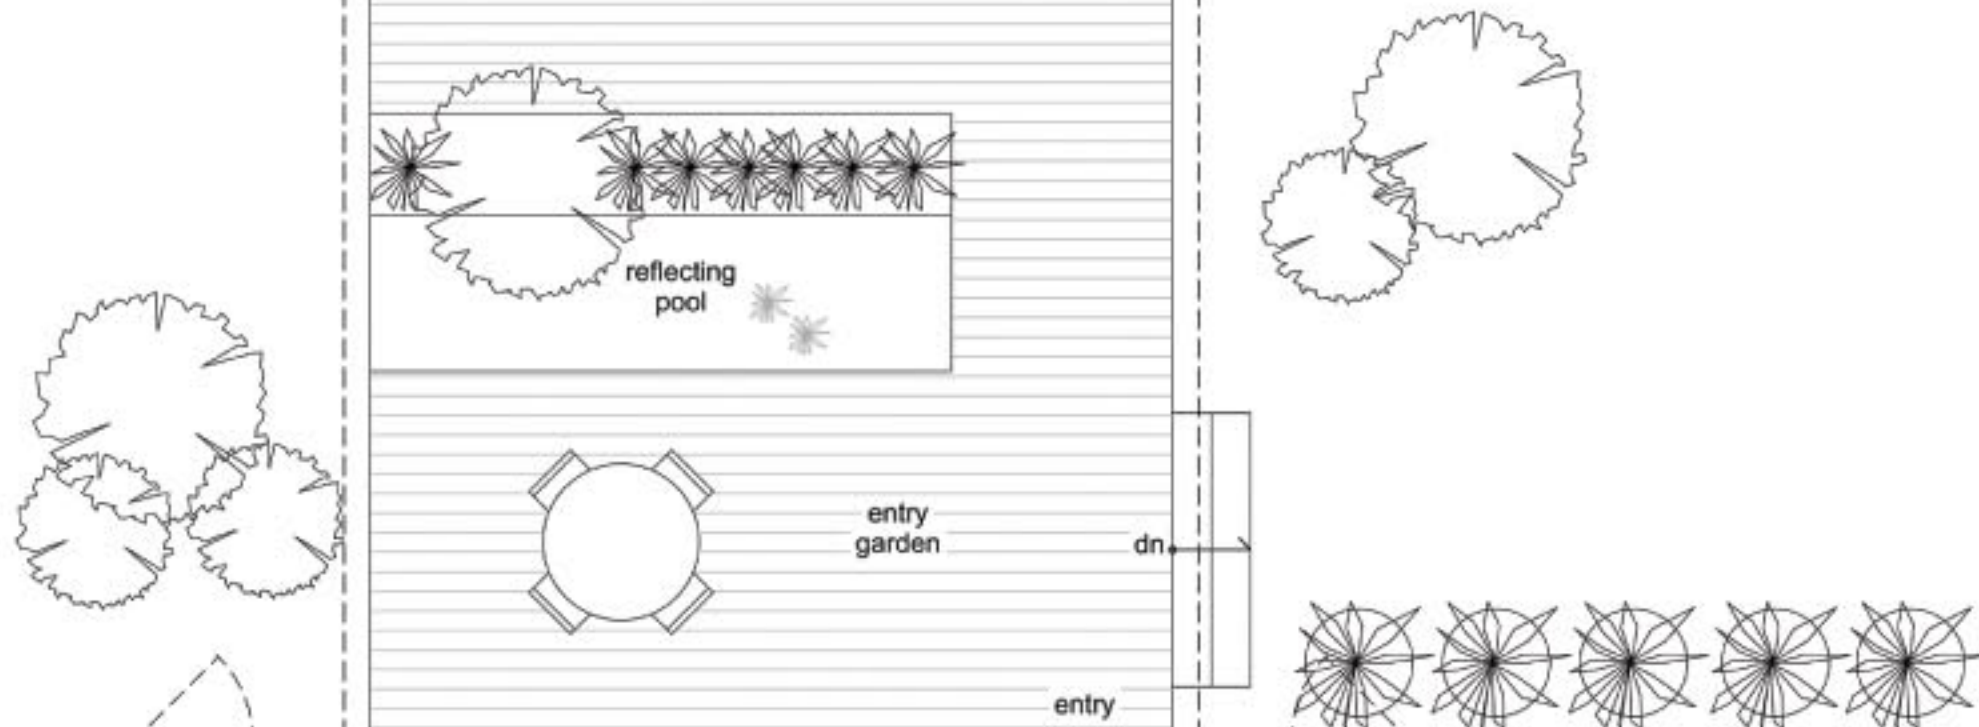 reflecting
pool
entry
garden
dn
entry